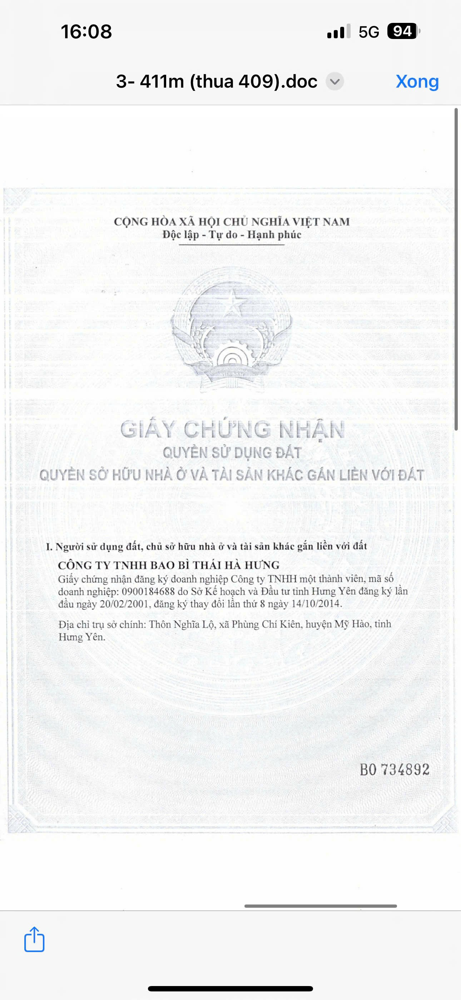 16:08
5G 94
3- 411m (thua 409).doc
Xong
CỘNG HÒA XÃ HỘI CHỦ NGHĨA VIỆT NAM
Độc lập - Tự do - Hạnh phúc
VIỆT NAM
GIẤY CHỨNG NHẬN
QUYỀN SỬ DỤNG ĐẤT
QUYỀN SỞ HỮU NHÀ Ở VÀ TÀI SẢN KHÁC GẮN LIỀN VỚI ĐẤT
I. Người sử dụng đất, chủ sở hữu nhà ở và tài sản khác gắn liền với đất
CÔNG TY TNHH BAO BÌ THÁI HÀ HƯNG
Giấy chứng nhận đăng ký doanh nghiệp Công ty TNHH một thành viên, mã số
doanh nghiệp: 0900184688 do Sở Kế hoạch và Đầu tư tỉnh Hưng Yên đăng ký lần
đầu ngày 20/02/2001, đăng ký thay đổi lần thứ 8 ngày 14/10/2014.
Địa chỉ trụ sở chính: Thôn Nghĩa Lộ, xã Phùng Chí Kiên, huyện Mỹ Hào, tỉnh
Hưng Yên.
BO 734892